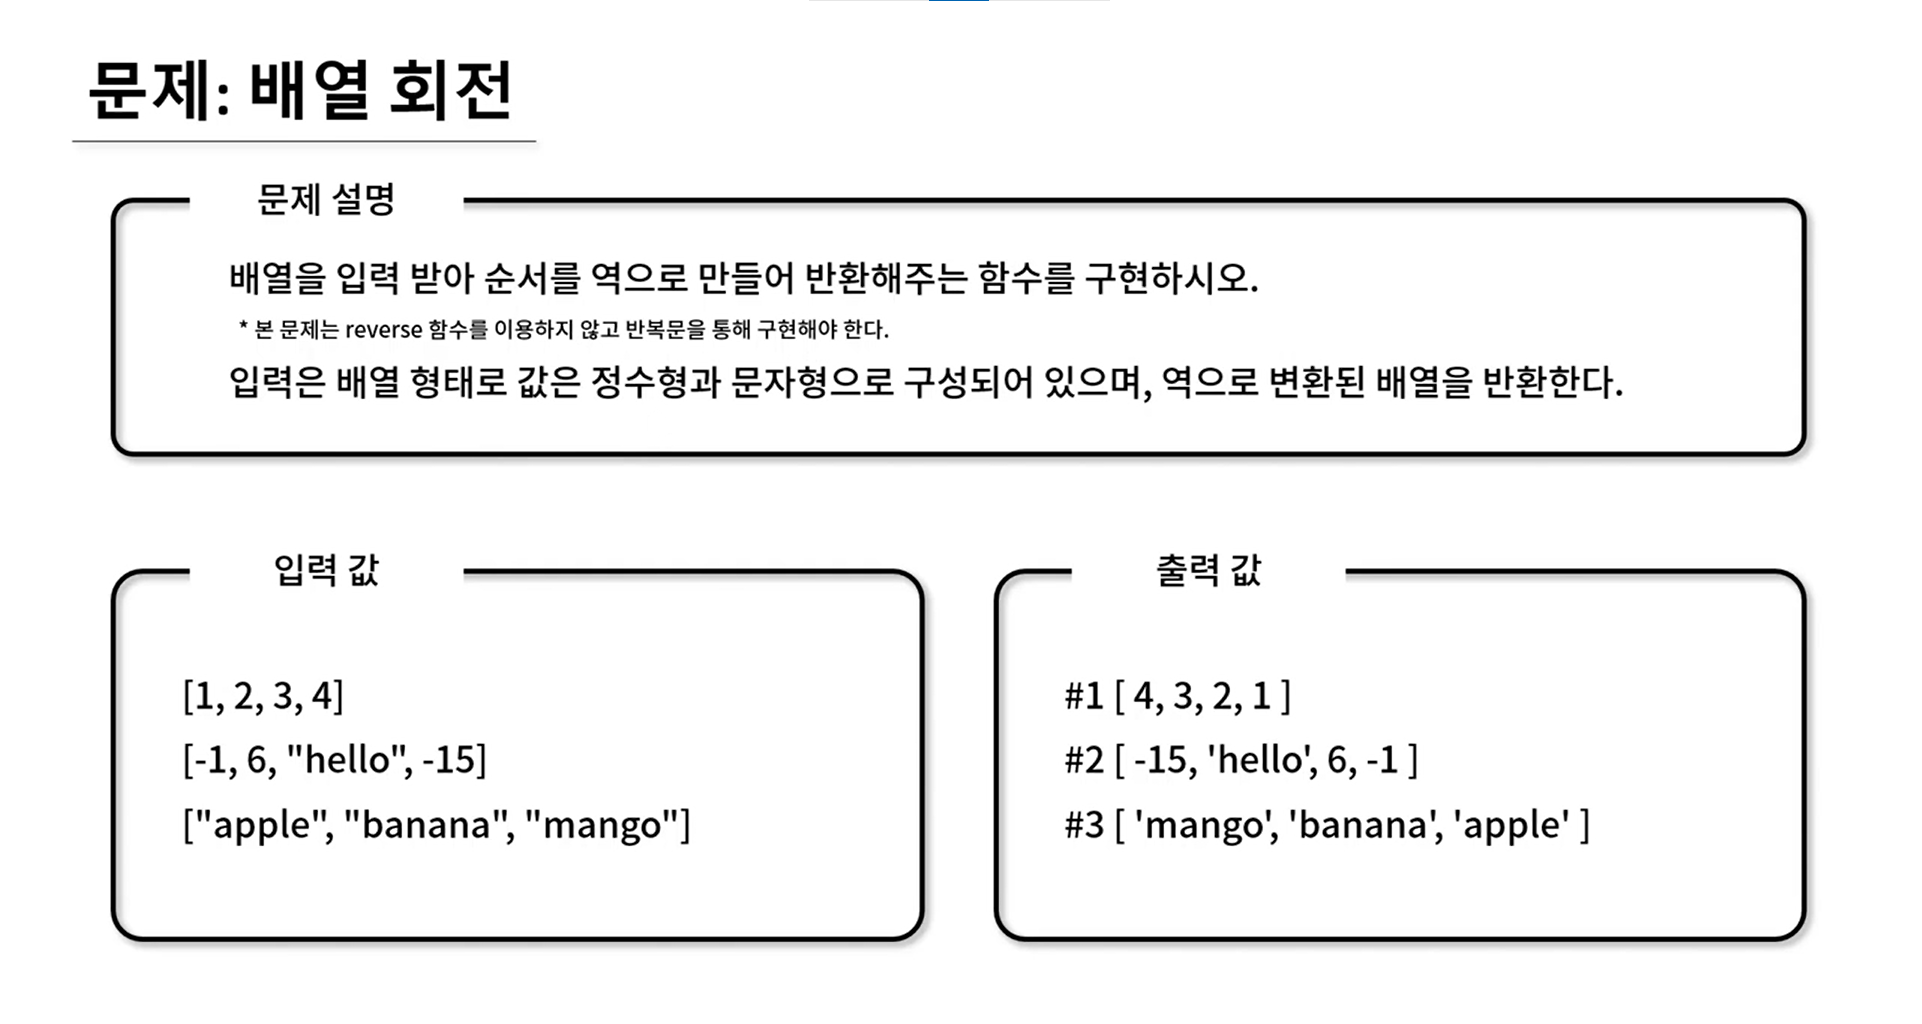 문제: 배열 회전
문제 설명
배열을 입력 받아 순서를 역으로 만들어 반환해주는 함수를 구현하시오.
* 본 문제는 reverse 함수를 이용하지 않고 반복문을 통해 구현해야 한다.
입력은 배열 형태로 값은 정수형과 문자형으로 구성되어 있으며, 역으로 변환된 배열을 반환한다.
입력 값
[1, 2, 3, 4]
[-1, 6, "hello", -15]
["apple", "banana", "mango"]
출력 값
#1 [ 4, 3, 2, 1 ]
#2 [ -15, 'hello', 6, -1 ]
#3 [ 'mango', 'banana', 'apple' ]